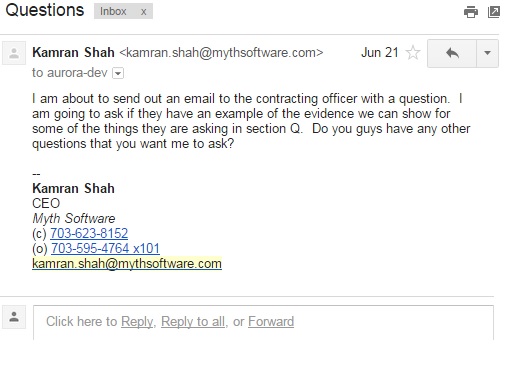 Questions Inbox x
Kamran Shah <kamran.shah@mythsoftware.com> Jun 21
to aurora-dev
I am about to send out an email to the contracting officer with a question. I
am going to ask if they have an example of the evidence we can show for
some of the things they are asking in section Q. Do you guys have any other
questions that you want me to ask?
--
Kamran Shah
CEO
Myth Software
(c) 703-623-8152
(o) 703-595-4764 x101
kamran.shah@mythsoftware.com
Click here to Reply, Reply to all, or Forward